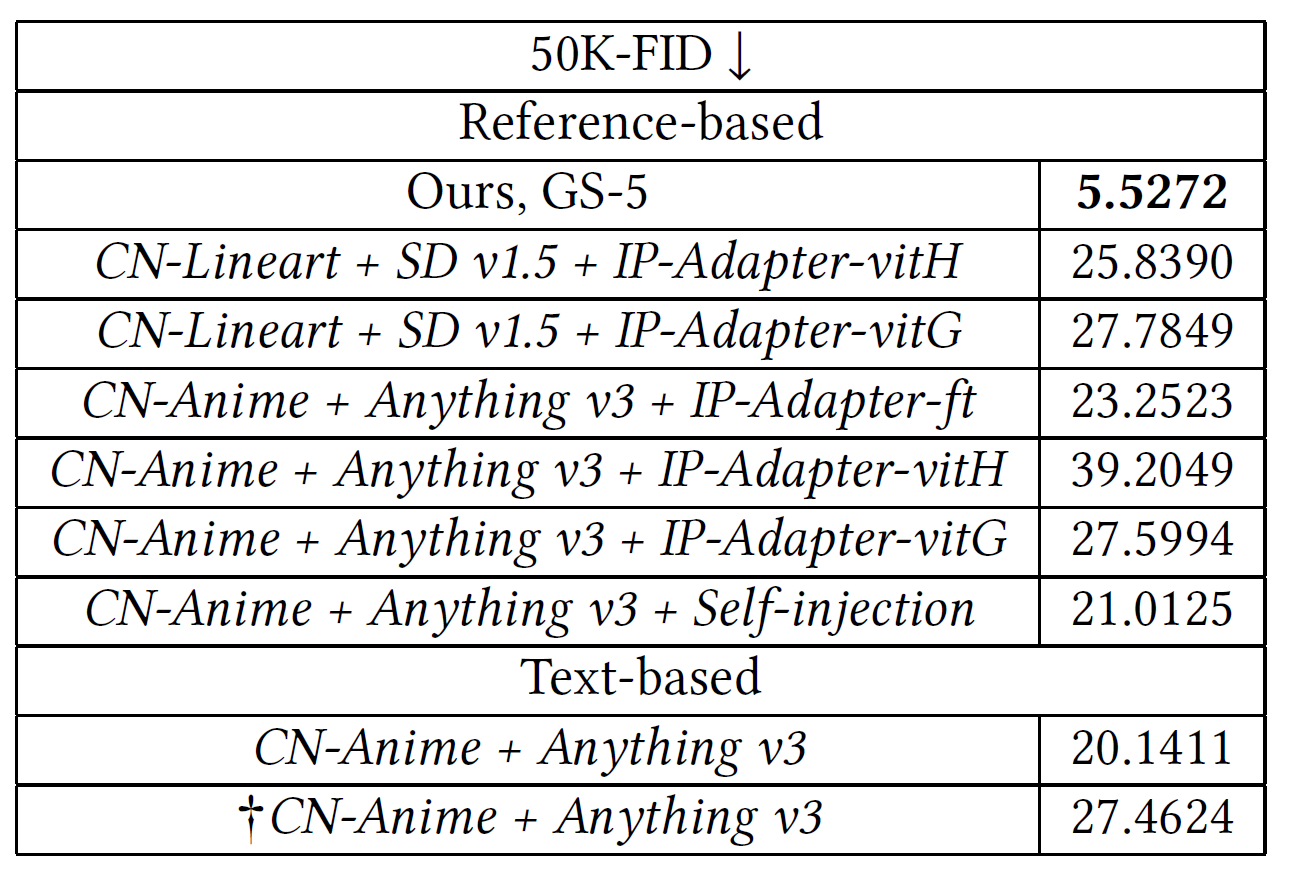 50K-FID ↓
Reference-based
Ours, GS-5 5.5272
CN-Lineart + SD v1.5 + IP-Adapter-vitH 25.8390
CN-Lineart + SD v1.5 + IP-Adapter-vitG 27.7849
CN-Anime + Anything v3 + IP-Adapter-ft 23.2523
CN-Anime + Anything v3 + IP-Adapter-vitH 39.2049
CN-Anime + Anything v3 + IP-Adapter-vitG 27.5994
CN-Anime + Anything v3 + Self-injection 21.0125
Text-based
CN-Anime + Anything v3 20.1411
†CN-Anime + Anything v3 27.4624